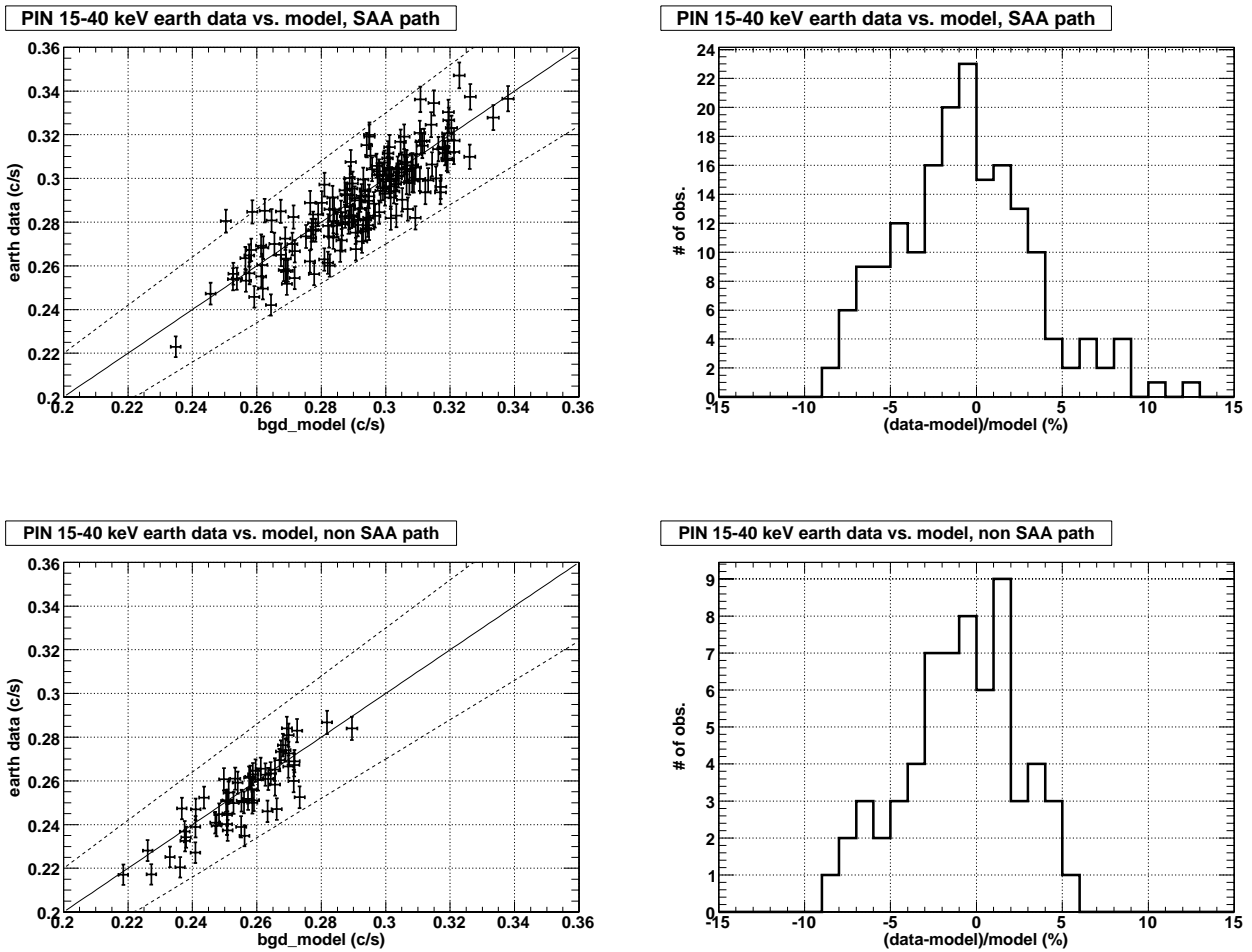 PIN 15-40 keV earth data vs. model, SAA path
earth data (c/s)
0.36
0.34
0.32
0.3
0.28
0.26
0.24
0.22
0.2
0.2 0.22 0.24 0.26 0.28 0.3 0.32 0.34 0.36
bgd_model (c/s)
PIN 15-40 keV earth data vs. model, SAA path
# of obs.
24
22
20
18
16
14
12
10
8
6
4
2
0
-15 -10 -5 0 5 10 15
(data-model)/model (%)
PIN 15-40 keV earth data vs. model, non SAA path
earth data (c/s)
0.36
0.34
0.32
0.3
0.28
0.26
0.24
0.22
0.2
0.2 0.22 0.24 0.26 0.28 0.3 0.32 0.34 0.36
bgd_model (c/s)
PIN 15-40 keV earth data vs. model, non SAA path
# of obs.
9
8
7
6
5
4
3
2
1
0
-15 -10 -5 0 5 10 15
(data-model)/model (%)